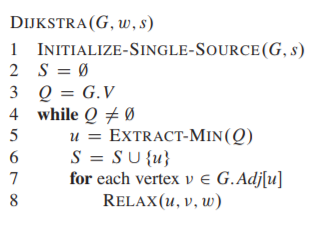 DIJKSTRA(G, w, s)
1 INITIALIZE-SINGLE-SOURCE(G, s)
2 S = ∅
3 Q = G.V
4 while Q ≠ ∅
5 u = EXTRACT-MIN(Q)
6 S = S ∪ {u}
7 for each vertex v ∈ G.Adj[u]
8 RELAX(u, v, w)